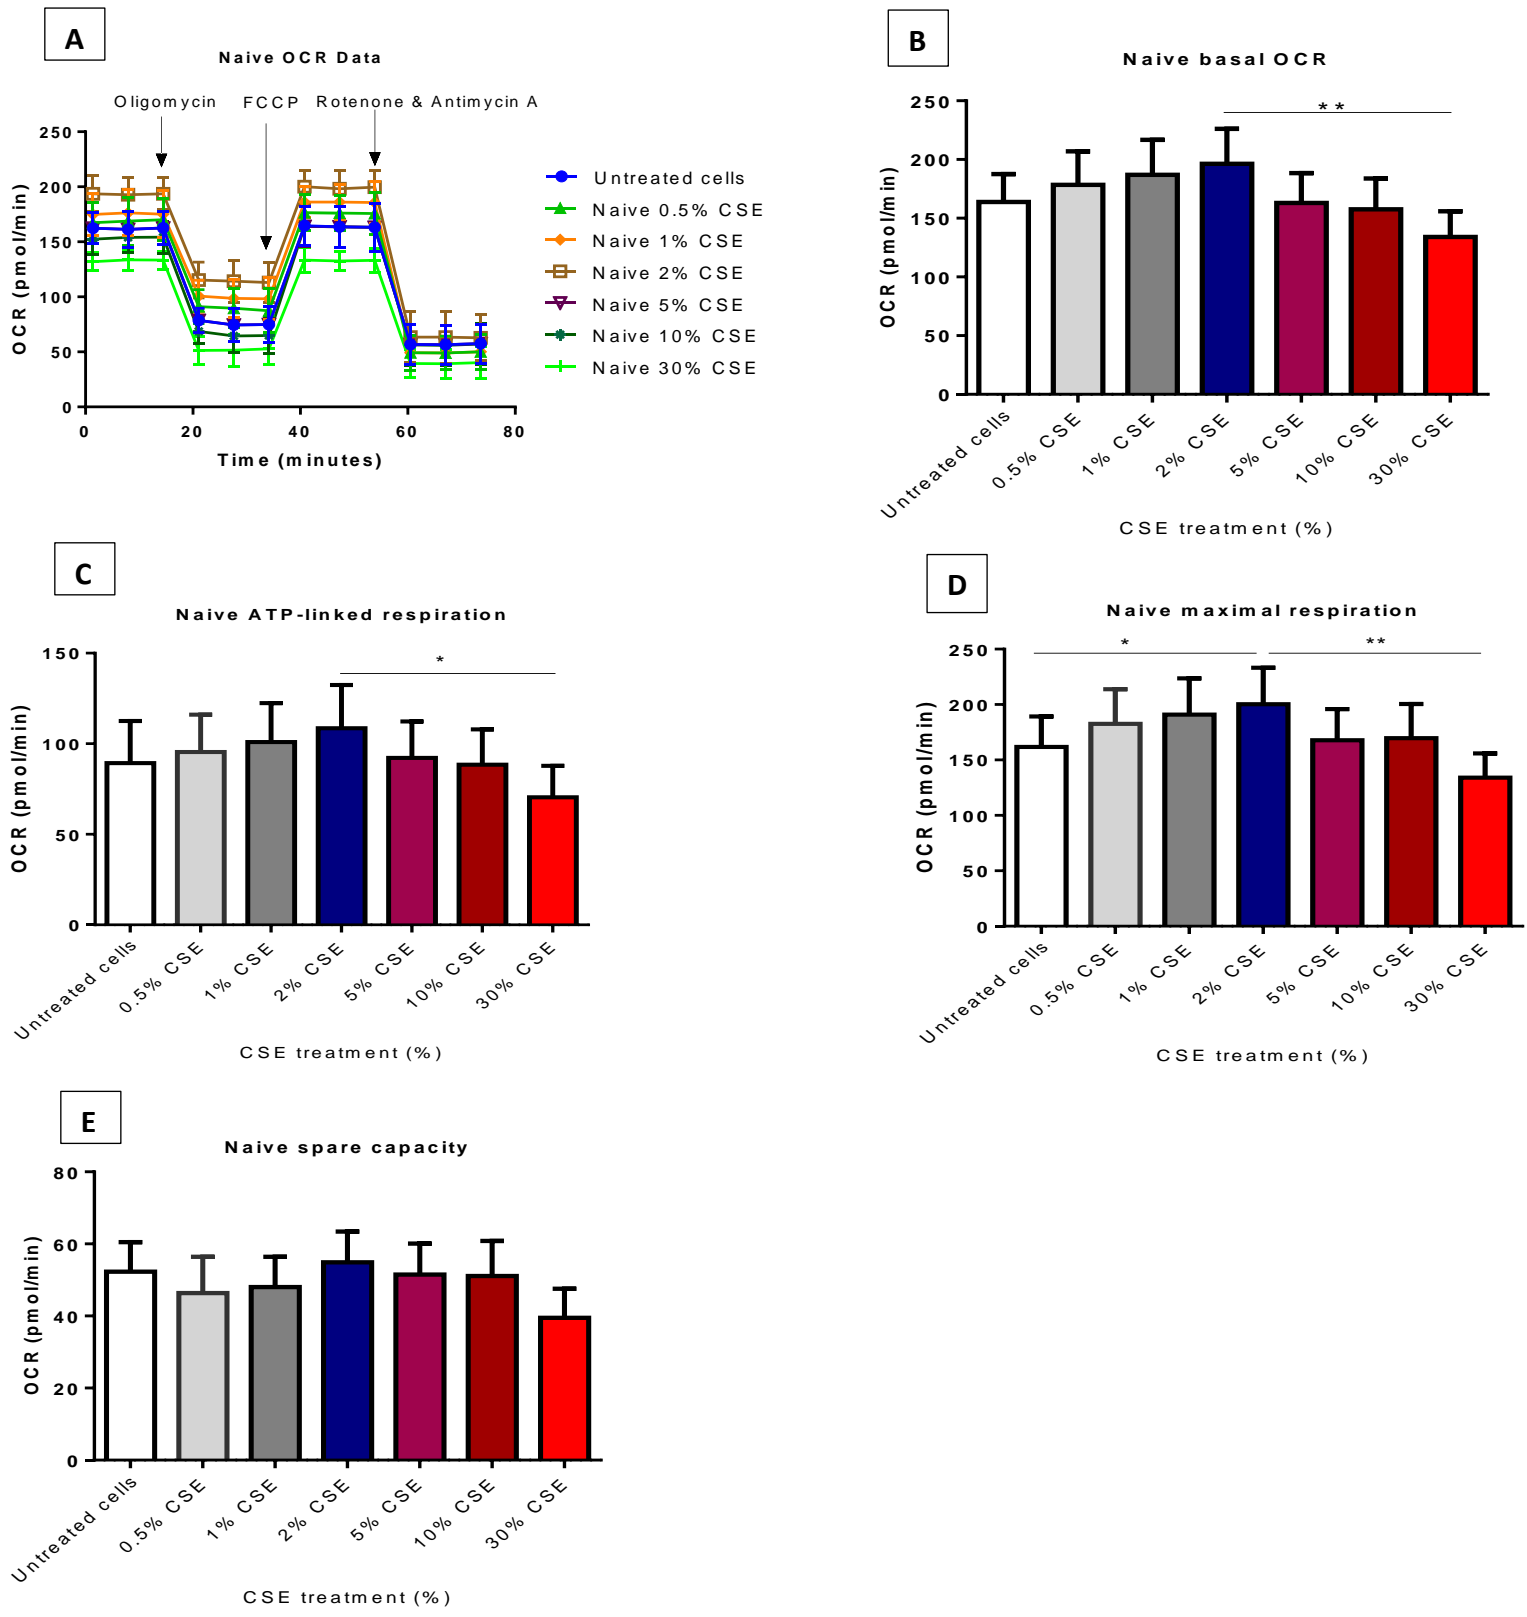 A
Naive OCR Data
Oligomycin FCCP Rotenone & Antimycin A
OCR (pmol/min)
250
200
150
100
50
0
0 20 40 60 80
Time (minutes)
Untreated cells
Naive 0.5% CSE
Naive 1% CSE
Naive 2% CSE
Naive 5% CSE
Naive 10% CSE
Naive 30% CSE
B
Naive basal OCR
**
OCR (pmol/min)
250
200
150
100
50
0
Untreated cells 0.5% CSE 1% CSE 2% CSE 5% CSE 10% CSE 30% CSE
CSE treatment (%)
C
Naive ATP-linked respiration
*
OCR (pmol/min)
150
100
50
0
Untreated cells 0.5% CSE 1% CSE 2% CSE 5% CSE 10% CSE 30% CSE
CSE treatment (%)
D
Naive maximal respiration
* **
OCR (pmol/min)
250
200
150
100
50
0
Untreated cells 0.5% CSE 1% CSE 2% CSE 5% CSE 10% CSE 30% CSE
CSE treatment (%)
E
Naive spare capacity
OCR (pmol/min)
80
60
40
20
0
Untreated cells 0.5% CSE 1% CSE 2% CSE 5% CSE 10% CSE 30% CSE
CSE treatment (%)